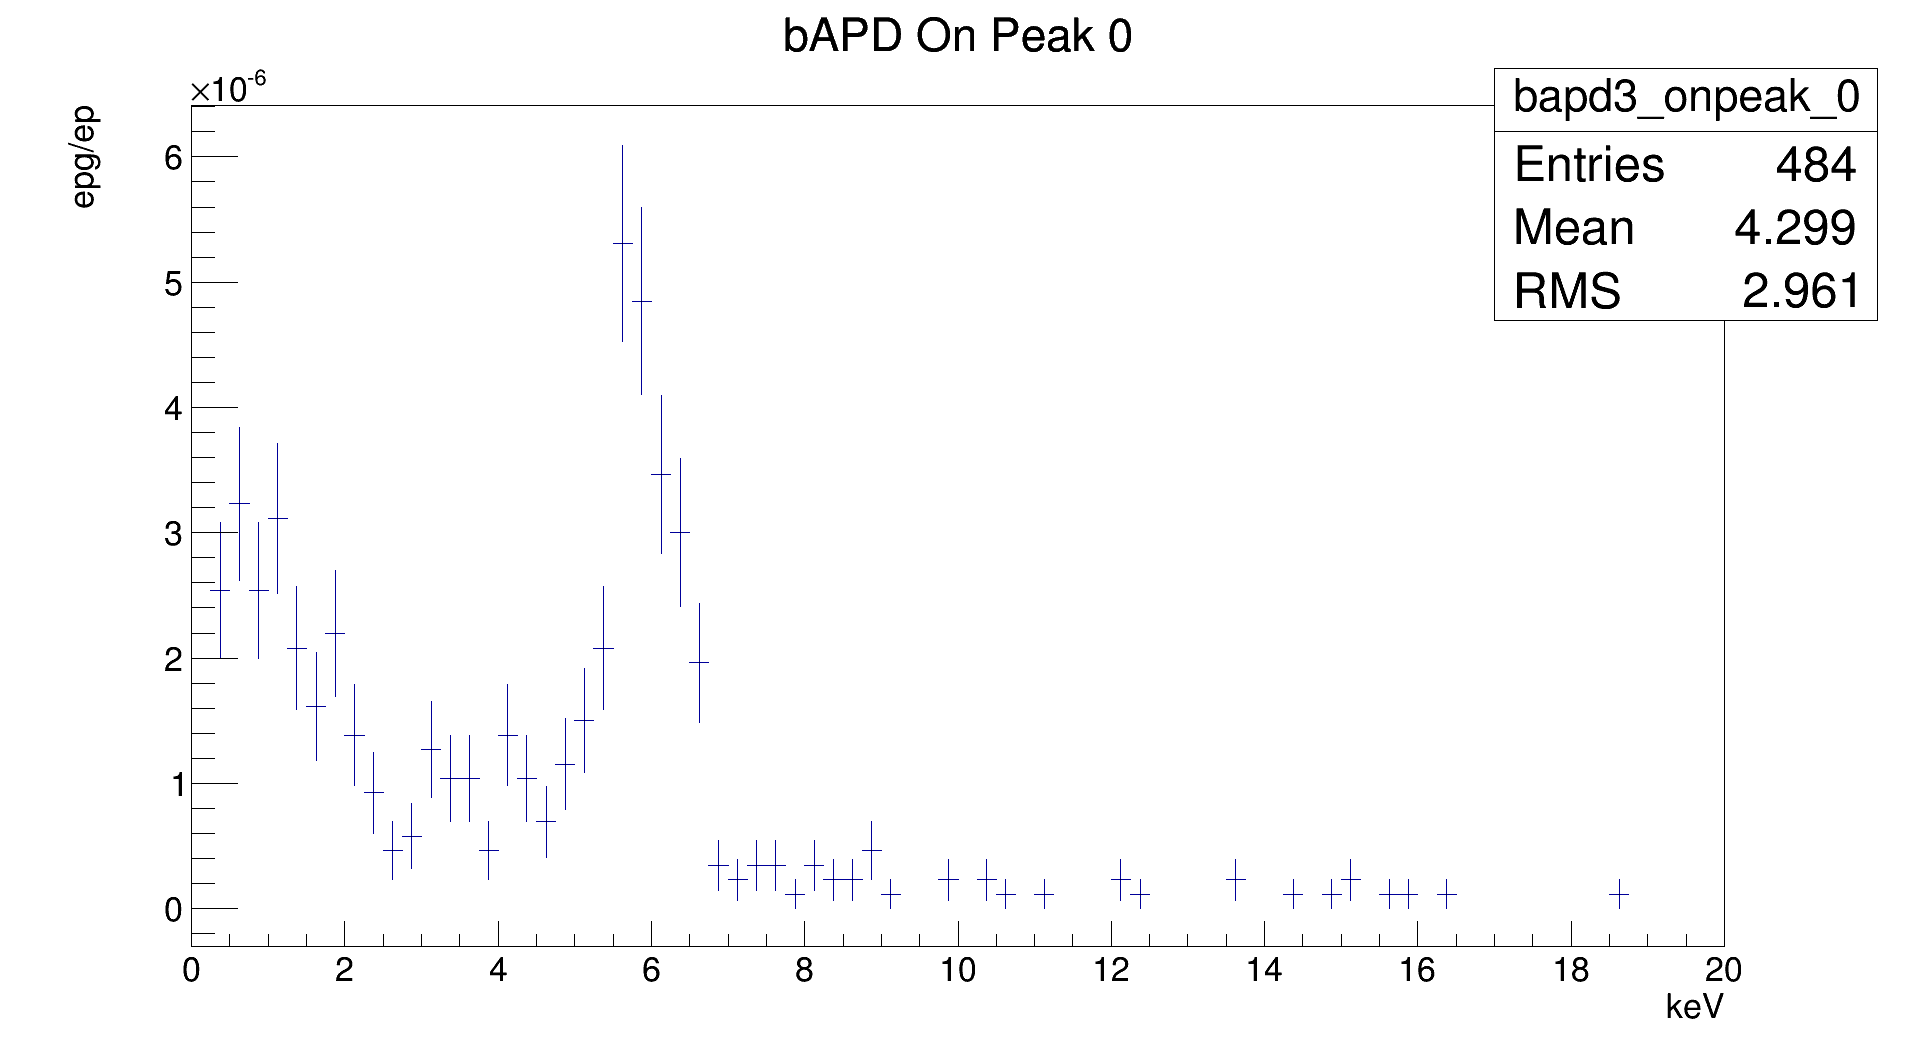 bAPD On Peak 0
×10-6
epg/ep
bapd3_onpeak_0
Entries 484
Mean 4.299
RMS 2.961
6
5
4
3
2
1
0
0 2 4 6 8 10 12 14 16 18 20
keV